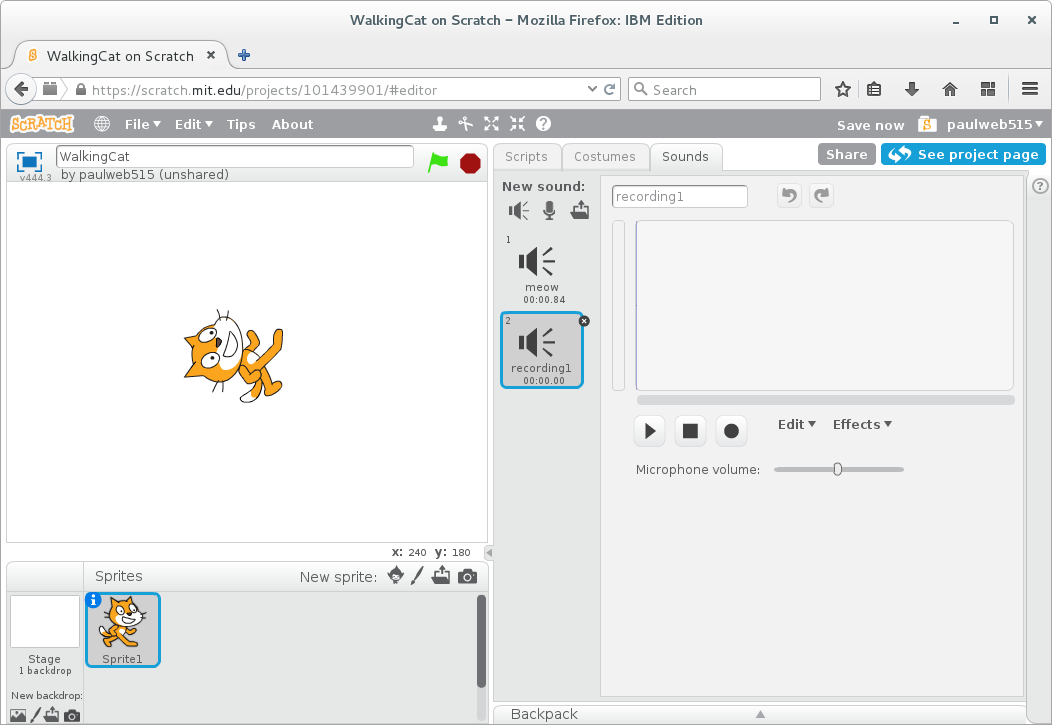 WalkingCat on Scratch – Mozilla Firefox: IBM Edition
WalkingCat on Scratch
https://scratch.mit.edu/projects/101439901/#editor
Search
SCRATCH File Edit Tips About
Save now
paulweb515
WalkingCat
by paulweb515 (unshared)
v444.3
Scripts
Costumes
Sounds
Share
See project page
New sound:
recording1
1
meow
00:00.84
2
recording1
00:00.00
Edit
Effects
Microphone volume:
x: 240 y: 180
Sprites
New sprite:
Sprite1
Stage
1 backdrop
New backdrop:
Backpack